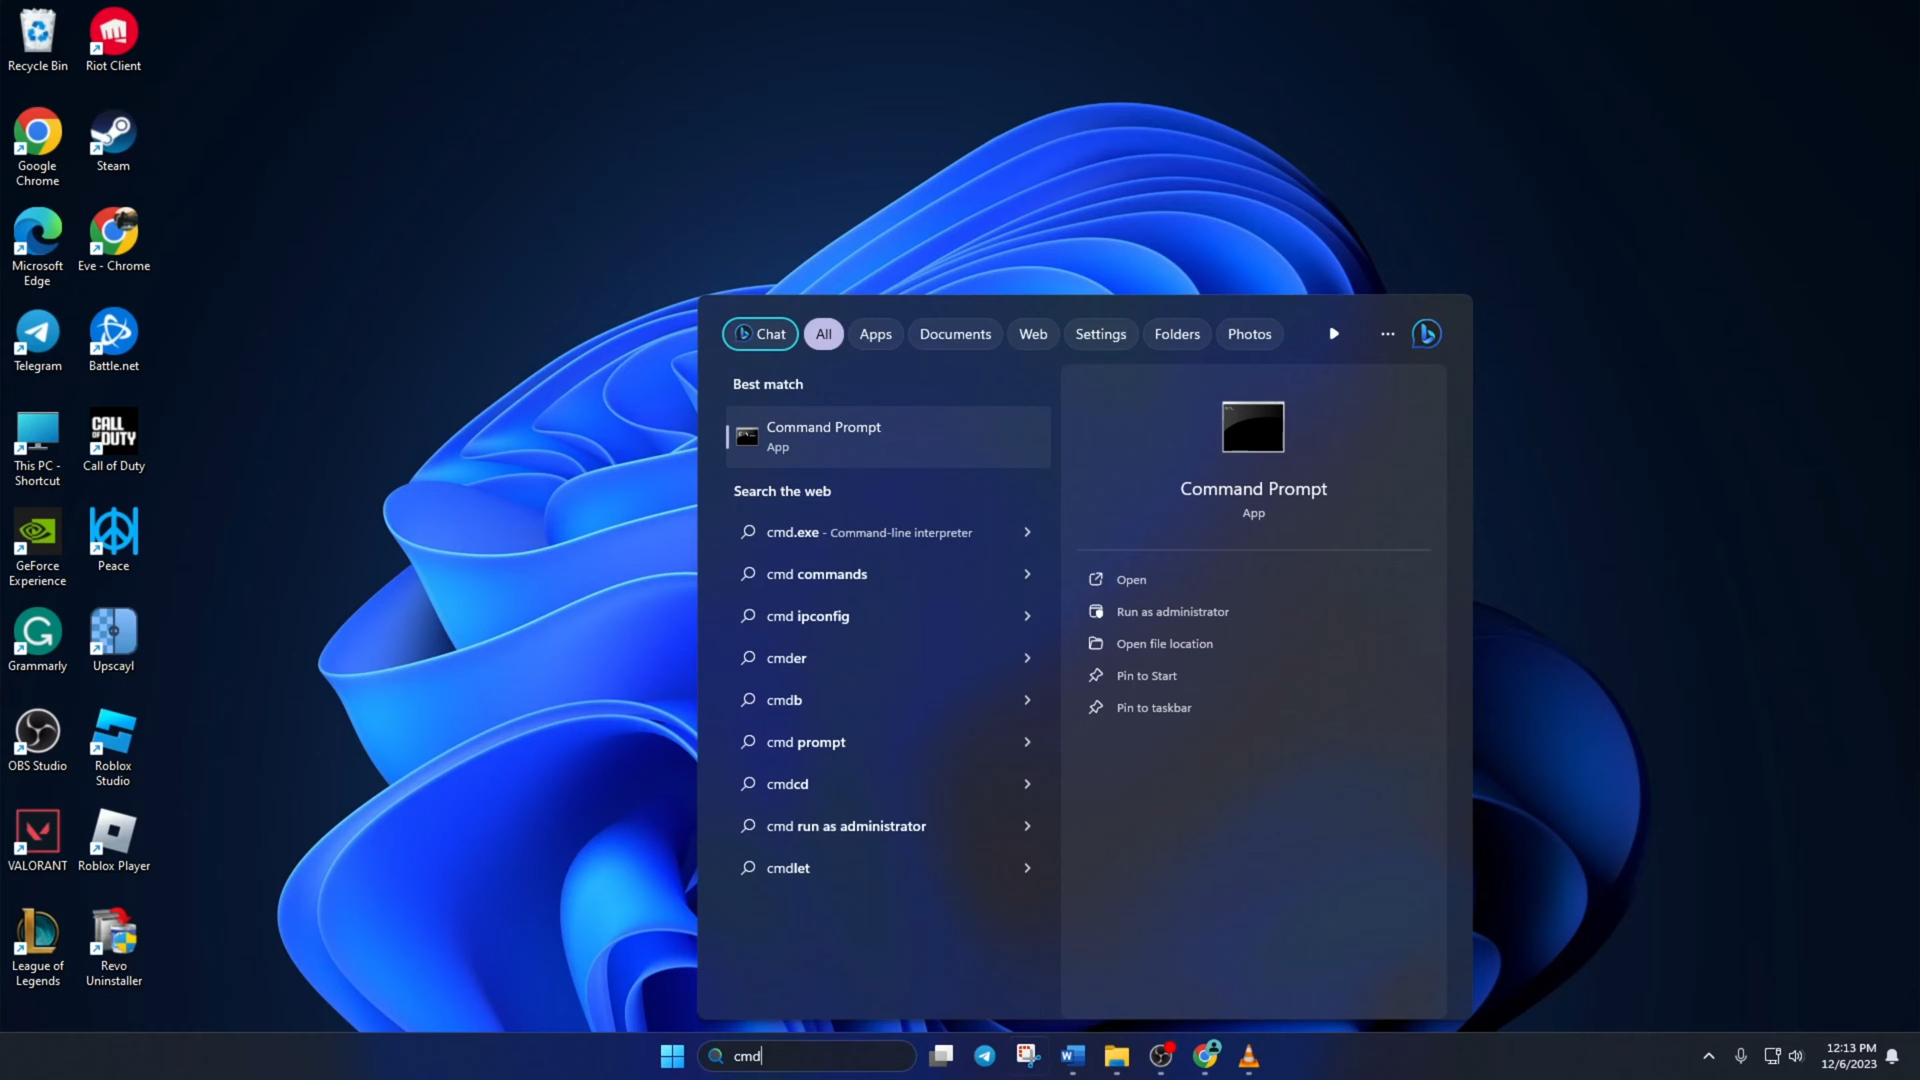 Recycle Bin
Riot Client
Google
Chrome
Steam
Microsoft
Edge
Eve - Chrome
Telegram
Battle.net
This PC -
Shortcut
CALL
OF DUTY
Call of Duty
GeForce
Experience
Peace
Grammarly
Upscayl
OBS Studio
Roblox
Studio
VALORANT
Roblox Player
League of
Legends
Revo
Uninstaller
Chat
All
Apps
Documents
Web
Settings
Folders
Photos
Best match
Command Prompt
App
Search the web
cmd.exe - Command-line interpreter
cmd commands
cmd ipconfig
cmder
cmdb
cmd prompt
cmdcd
cmd run as administrator
cmdlet
Command Prompt
App
Open
Run as administrator
Open file location
Pin to Start
Pin to taskbar
cmd
12:13 PM
12/6/2023